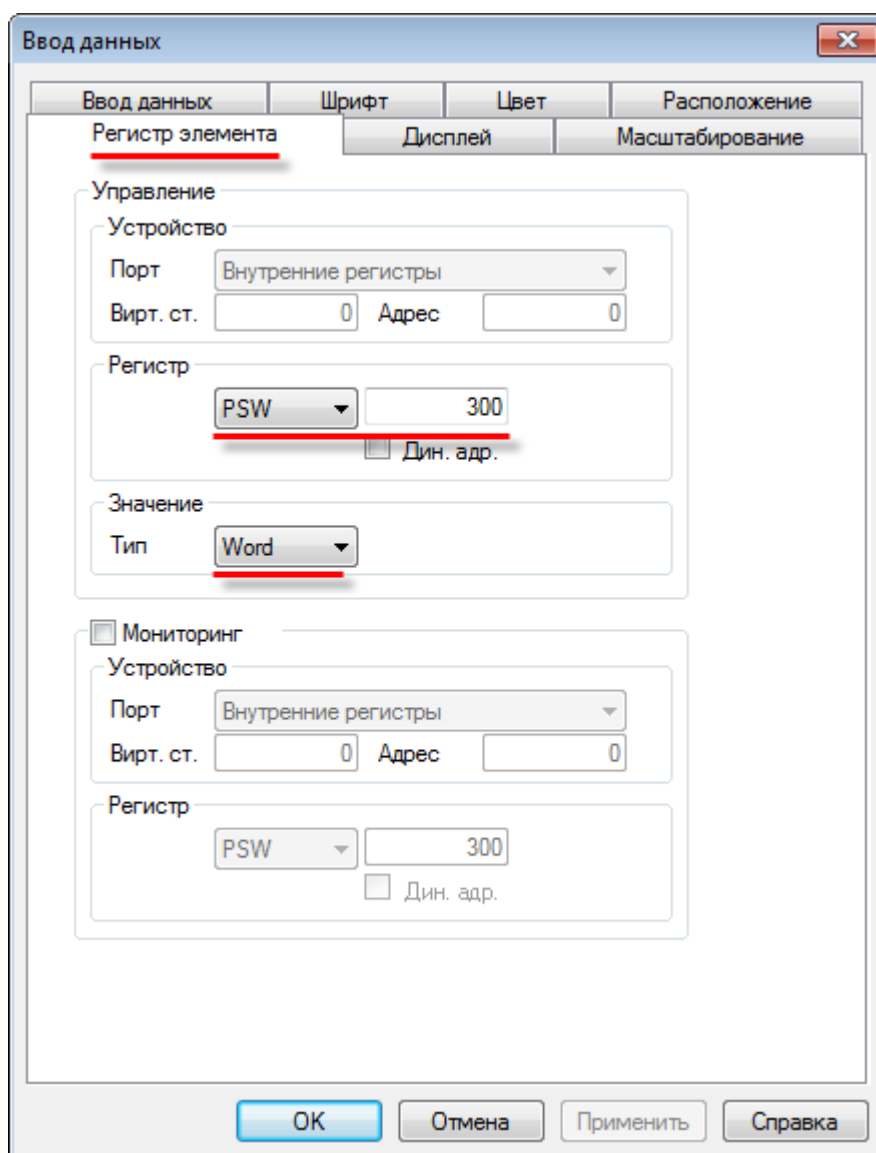 Ввод данных
Ввод данных Шрифт Цвет Расположение
Регистр элемента Дисплей Масштабирование
Управление
Устройство
Порт Внутренние регистры
Вирт. ст. 0 Адрес 0
Регистр
PSW 300
Дин. адр.
Значение
Тип Word
Мониторинг
Устройство
Порт Внутренние регистры
Вирт. ст. 0 Адрес 0
Регистр
PSW 300
Дин. адр.
OK Отмена Применить Справка